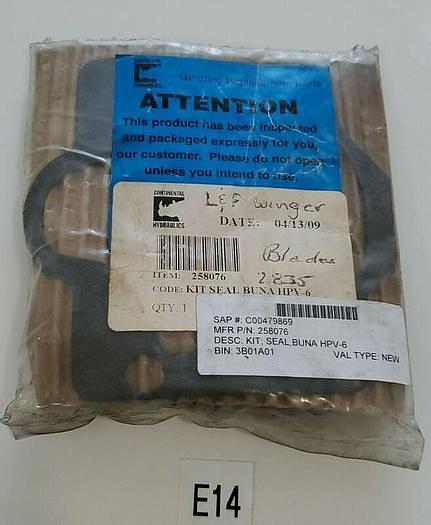 CONTINENTAL
HYDRAULICS
Genuine Replacement Parts
ATTENTION
This product has been inspected
and packaged expressly for you,
our customer. Please do not open
unless you intend to use.
CONTINENTAL
HYDRAULICS
L&F Winger
DATE: 04/13/09
Blades
ITEM: 258076
2835
CODE: KIT SEAL BUNA HPV-6
QTY: 1
SAP #: C00479869
MFR P/N: 258076
DESC: KIT, SEAL,BUNA HPV-6
BIN: 3B01A01
VAL TYPE: NEW
E14